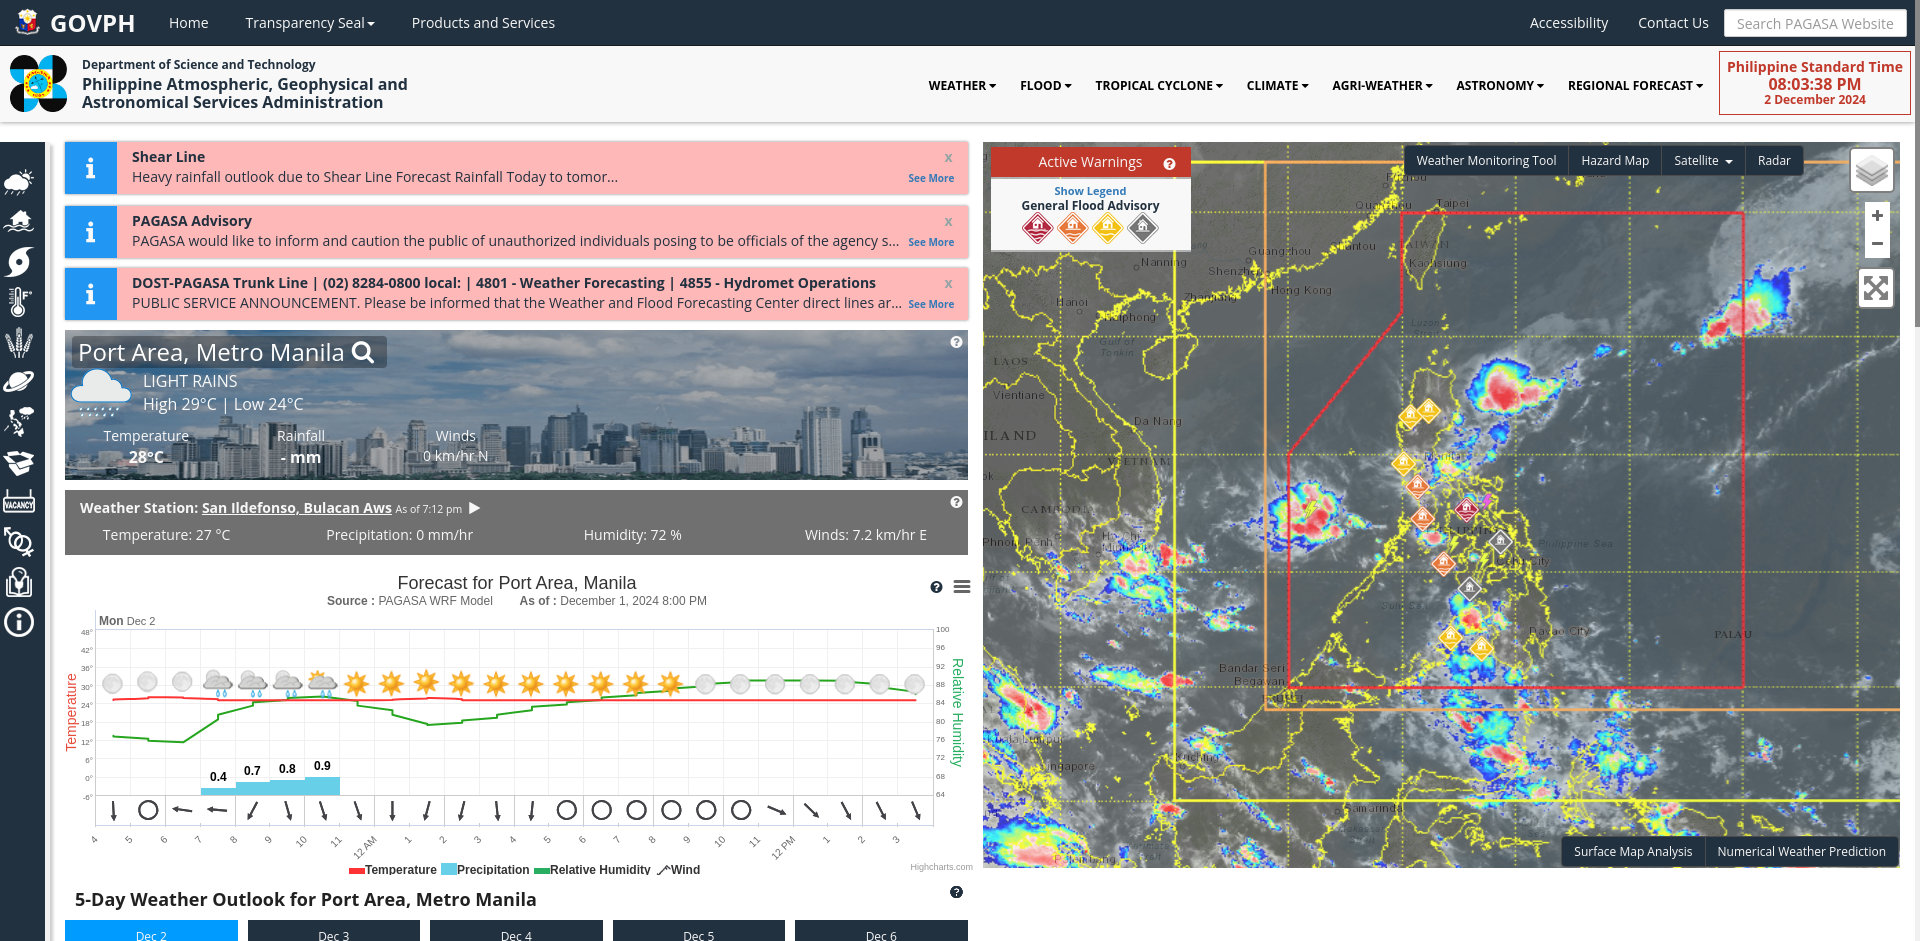 GOVPH
Home
Transparency Seal
Products and Services
Accessibility
Contact Us
Search PAGASA Website
Department of Science and Technology
Philippine Atmospheric, Geophysical and
Astronomical Services Administration
WEATHER
FLOOD
TROPICAL CYCLONE
CLIMATE
AGRI-WEATHER
ASTRONOMY
REGIONAL FORECAST
Philippine Standard Time
08:03:38 PM
2 December 2024
Shear Line
x
Heavy rainfall outlook due to Shear Line Forecast Rainfall Today to tomor...
See More
PAGASA Advisory
x
PAGASA would like to inform and caution the public of unauthorized individuals posing to be officials of the agency s...
See More
DOST-PAGASA Trunk Line | (02) 8284-0800 local: | 4801 - Weather Forecasting | 4855 - Hydromet Operations
x
PUBLIC SERVICE ANNOUNCEMENT. Please be informed that the Weather and Flood Forecasting Center direct lines ar...
See More
Port Area, Metro Manila
LIGHT RAINS
High 29°C | Low 24°C
Temperature
28°C
Rainfall
- mm
Winds
0 km/hr N
Weather Station: San Ildefonso, Bulacan Aws As of 7:12 pm
Temperature: 27 °C
Precipitation: 0 mm/hr
Humidity: 72 %
Winds: 7.2 km/hr E
Forecast for Port Area, Manila
Source : PAGASA WRF Model
As of : December 1, 2024 8:00 PM
Mon Dec 2
48°
42°
36°
30°
24°
18°
12°
6°
0°
-6°
Temperature
100
96
92
88
84
80
76
72
68
64
Relative Humidity
0.4
0.7
0.8
0.9
4
5
6
7
8
9
10
11
12 AM
1
2
3
4
5
6
7
8
9
10
11
12 PM
1
2
3
Temperature
Precipitation
Relative Humidity
Wind
Highcharts.com
5-Day Weather Outlook for Port Area, Metro Manila
Dec 2
Dec 3
Dec 4
Dec 5
Dec 6
VACANCY
Active Warnings
Show Legend
General Flood Advisory
Weather Monitoring Tool
Hazard Map
Satellite
Radar
+
−
Taipei
TAIWAN
Kaohsiung
Guangzhou
Shantou
Nanning
Shenzhen
Hong Kong
Zhanjiang
Hanoi
Haiphong
Gulf of
Tonkin
Luzon
LAOS
Vientiane
Da Nang
VIETNAM
Manila
Philippine Sea
Davao City
PALAU
Bandar Seri
Begawan
Kuching
Singapore
Samarinda
Palembang
Surface Map Analysis
Numerical Weather Prediction